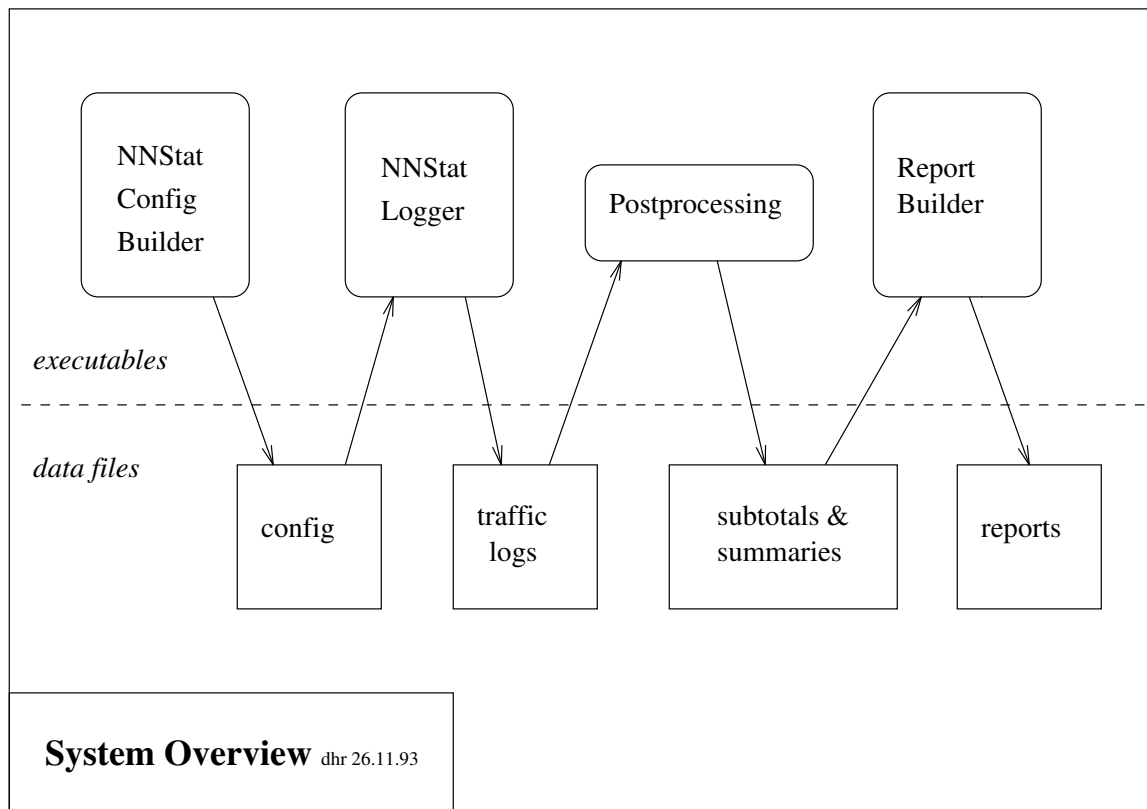 NNStat
Config
Builder
NNStat
Logger
Postprocessing
Report
Builder
executables
data files
config
traffic
logs
subtotals &
summaries
reports
System Overview dhr 26.11.93